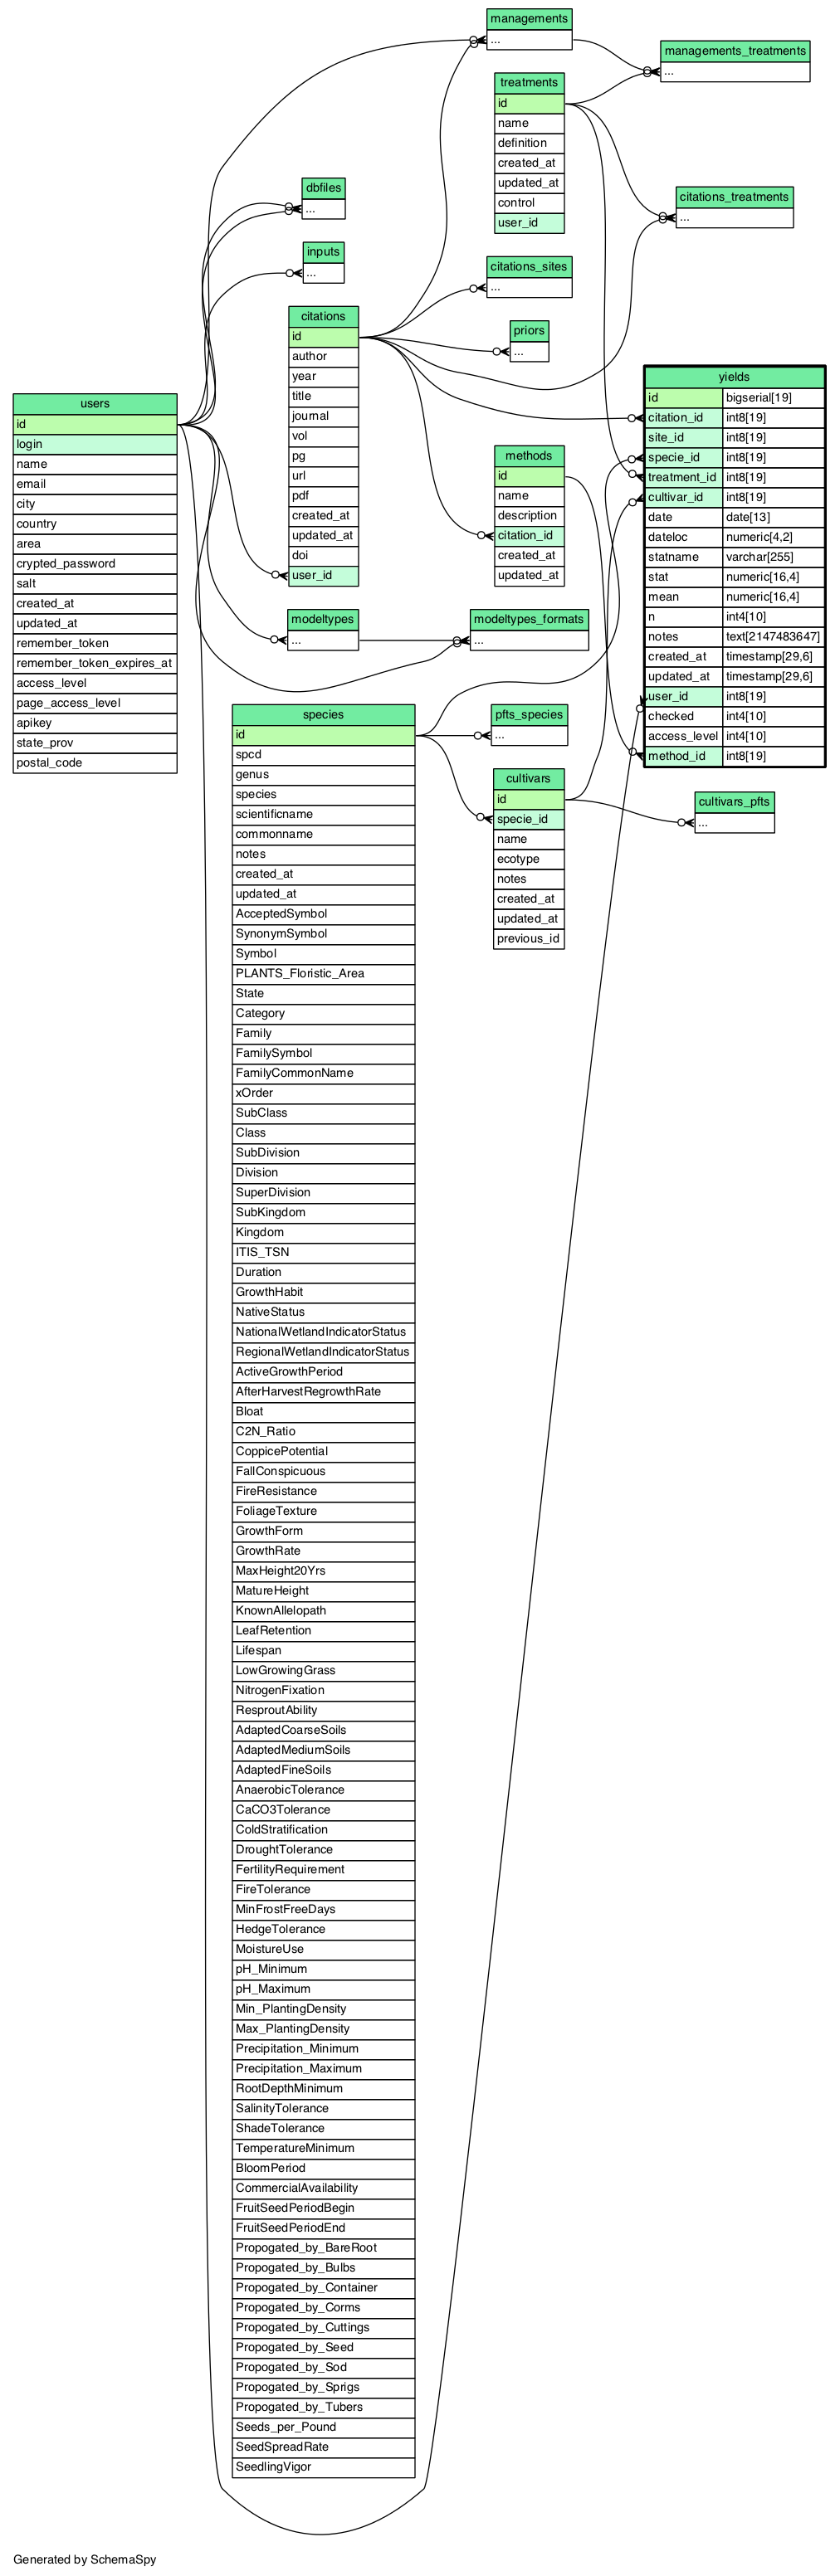 managements
...
managements_treatments
...
treatments
id
name
definition
created_at
updated_at
control
user_id
dbfiles
...
citations_treatments
...
inputs
...
citations_sites
...
citations
id
author
year
title
journal
vol
pg
url
pdf
created_at
updated_at
doi
user_id
priors
...
yields
id bigserial[19]
citation_id int8[19]
site_id int8[19]
specie_id int8[19]
treatment_id int8[19]
cultivar_id int8[19]
date date[13]
dateloc numeric[4,2]
statname varchar[255]
stat numeric[16,4]
mean numeric[16,4]
n int4[10]
notes text[2147483647]
created_at timestamp[29,6]
updated_at timestamp[29,6]
user_id int8[19]
checked int4[10]
access_level int4[10]
method_id int8[19]
users
id
login
name
email
city
country
area
crypted_password
salt
created_at
updated_at
remember_token
remember_token_expires_at
access_level
page_access_level
apikey
state_prov
postal_code
methods
id
name
description
citation_id
created_at
updated_at
modeltypes
...
modeltypes_formats
...
species
id
spcd
genus
species
scientificname
commonname
notes
created_at
updated_at
AcceptedSymbol
SynonymSymbol
Symbol
PLANTS_Floristic_Area
State
Category
Family
FamilySymbol
FamilyCommonName
xOrder
SubClass
Class
SubDivision
Division
SuperDivision
SubKingdom
Kingdom
ITIS_TSN
Duration
GrowthHabit
NativeStatus
NationalWetlandIndicatorStatus
RegionalWetlandIndicatorStatus
ActiveGrowthPeriod
AfterHarvestRegrowthRate
Bloat
C2N_Ratio
CoppicePotential
FallConspicuous
FireResistance
FoliageTexture
GrowthForm
GrowthRate
MaxHeight20Yrs
MatureHeight
KnownAllelopath
LeafRetention
Lifespan
LowGrowingGrass
NitrogenFixation
ResproutAbility
AdaptedCoarseSoils
AdaptedMediumSoils
AdaptedFineSoils
AnaerobicTolerance
CaCO3Tolerance
ColdStratification
DroughtTolerance
FertilityRequirement
FireTolerance
MinFrostFreeDays
HedgeTolerance
MoistureUse
pH_Minimum
pH_Maximum
Min_PlantingDensity
Max_PlantingDensity
Precipitation_Minimum
Precipitation_Maximum
RootDepthMinimum
SalinityTolerance
ShadeTolerance
TemperatureMinimum
BloomPeriod
CommercialAvailability
FruitSeedPeriodBegin
FruitSeedPeriodEnd
Propogated_by_BareRoot
Propogated_by_Bulbs
Propogated_by_Container
Propogated_by_Corms
Propogated_by_Cuttings
Propogated_by_Seed
Propogated_by_Sod
Propogated_by_Sprigs
Propogated_by_Tubers
Seeds_per_Pound
SeedSpreadRate
SeedlingVigor
pfts_species
...
cultivars
id
specie_id
name
ecotype
notes
created_at
updated_at
previous_id
cultivars_pfts
...
Generated by SchemaSpy